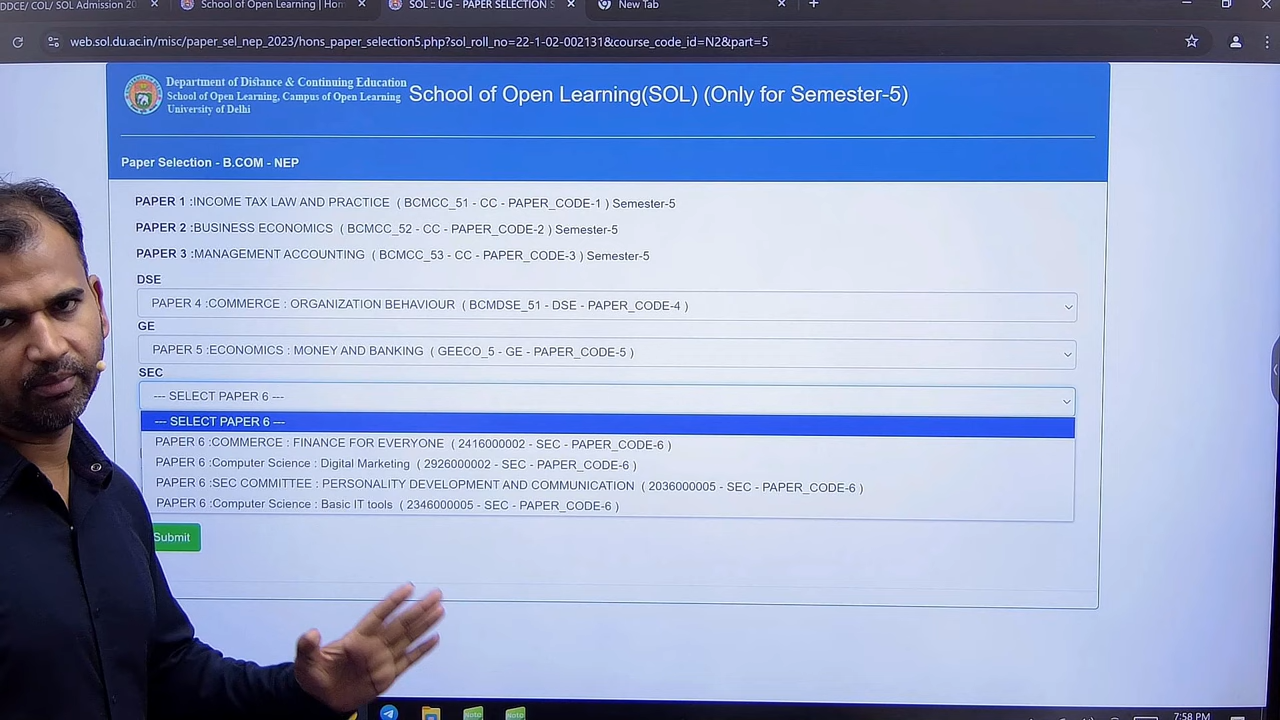 DDCE/ COL/ SOL Admission 20
School of Open Learning | Hom
SOL :: UG - PAPER SELECTION S
New Tab
web.sol.du.ac.in/misc/paper_sel_nep_2023/hons_paper_selection5.php?sol_roll_no=22-1-02-002131&course_code_id=N2&part=5
Department of Distance & Continuing Education
School of Open Learning, Campus of Open Learning
University of Delhi
School of Open Learning(SOL) (Only for Semester-5)
Paper Selection - B.COM - NEP
PAPER 1 :INCOME TAX LAW AND PRACTICE ( BCMCC_51 - CC - PAPER_CODE-1 ) Semester-5
PAPER 2 :BUSINESS ECONOMICS ( BCMCC_52 - CC - PAPER_CODE-2 ) Semester-5
PAPER 3 :MANAGEMENT ACCOUNTING ( BCMCC_53 - CC - PAPER_CODE-3 ) Semester-5
DSE
PAPER 4 :COMMERCE : ORGANIZATION BEHAVIOUR ( BCMDSE_51 - DSE - PAPER_CODE-4 )
GE
PAPER 5 :ECONOMICS : MONEY AND BANKING ( GEECO_5 - GE - PAPER_CODE-5 )
SEC
--- SELECT PAPER 6 ---
--- SELECT PAPER 6 ---
PAPER 6 :COMMERCE : FINANCE FOR EVERYONE ( 2416000002 - SEC - PAPER_CODE-6 )
PAPER 6 :Computer Science : Digital Marketing ( 2926000002 - SEC - PAPER_CODE-6 )
PAPER 6 :SEC COMMITTEE : PERSONALITY DEVELOPMENT AND COMMUNICATION ( 2036000005 - SEC - PAPER_CODE-6 )
PAPER 6 :Computer Science : Basic IT tools ( 2346000005 - SEC - PAPER_CODE-6 )
Submit
7:58 PM